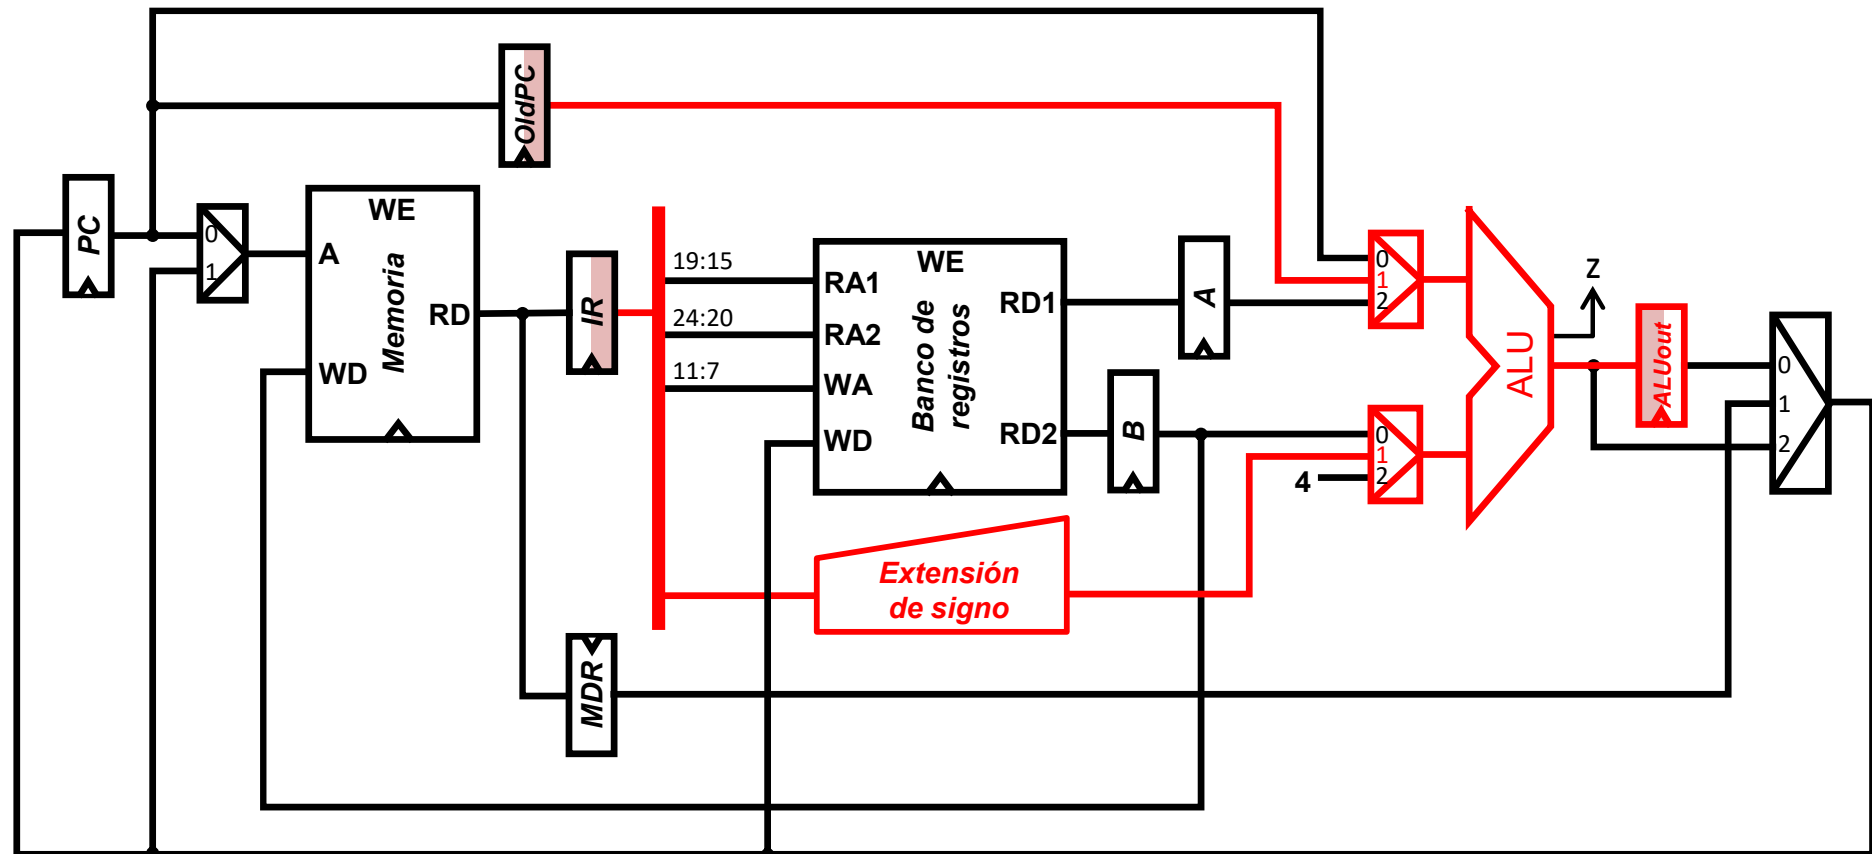 OldPC
PC
0
1
A
WE
Memoria
RD
WD
IR
19:15
24:20
11:7
RA1
RA2
WA
WD
WE
Banco de
registros
RD1
RD2
A
B
0
1
2
0
1
2
4
ALU
Z
ALUout
0
1
2
Extensión
de signo
MDR